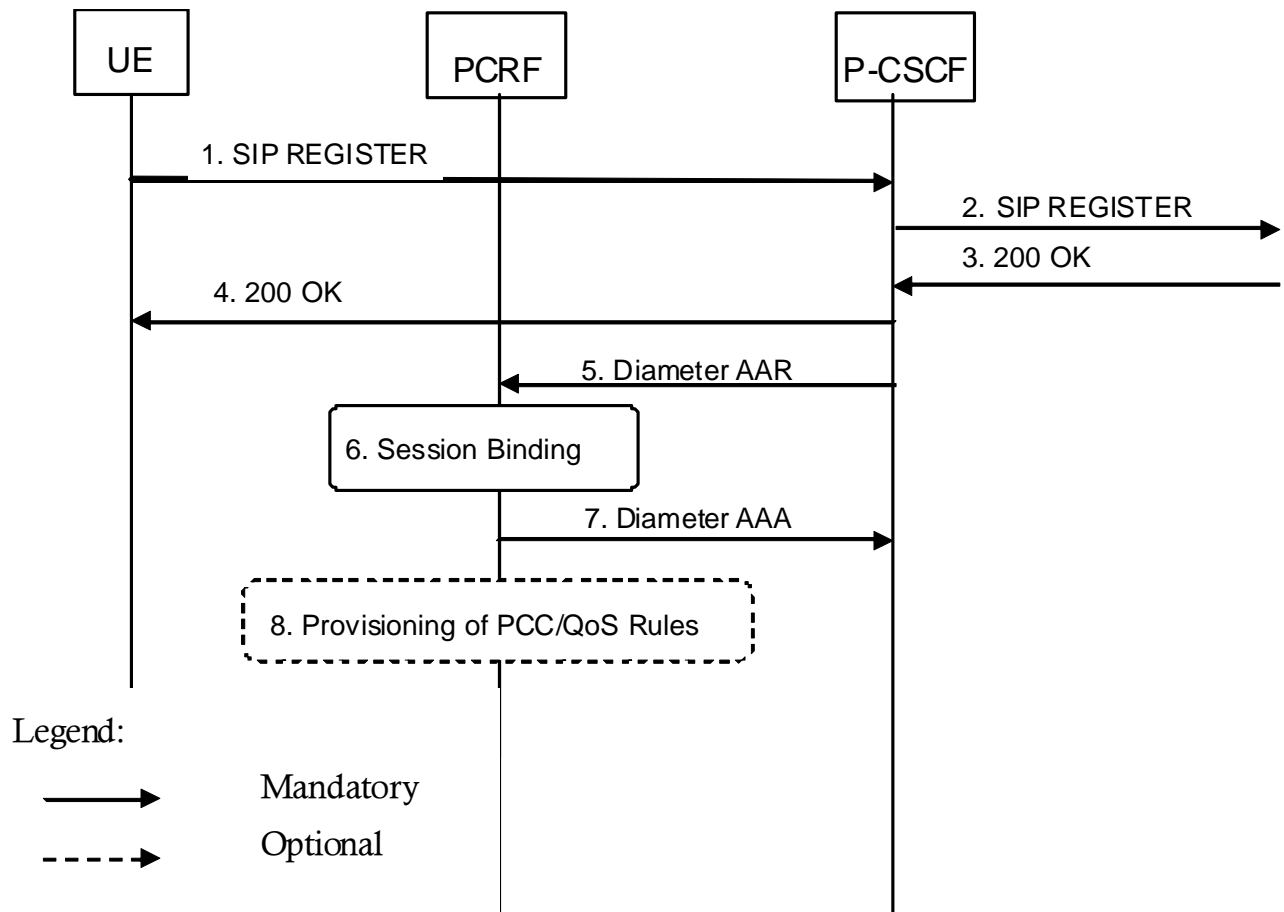 UE
PCRF
P-CSCF
1. SIP REGISTER
2. SIP REGISTER
3. 200 OK
4. 200 OK
5. Diameter AAR
6. Session Binding
7. Diameter AAA
8. Provisioning of PCC/QoS Rules
Legend:
Mandatory
Optional